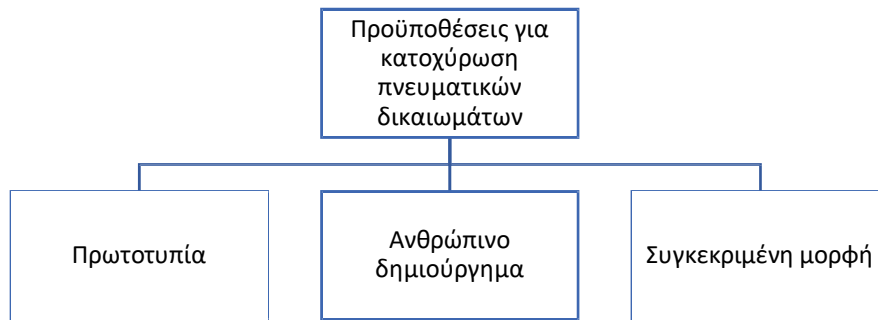 Προϋποθέσεις για
κατοχύρωση
πνευματικών
δικαιωμάτων
Πρωτοτυπία
Ανθρώπινο
δημιούργημα
Συγκεκριμένη μορφή